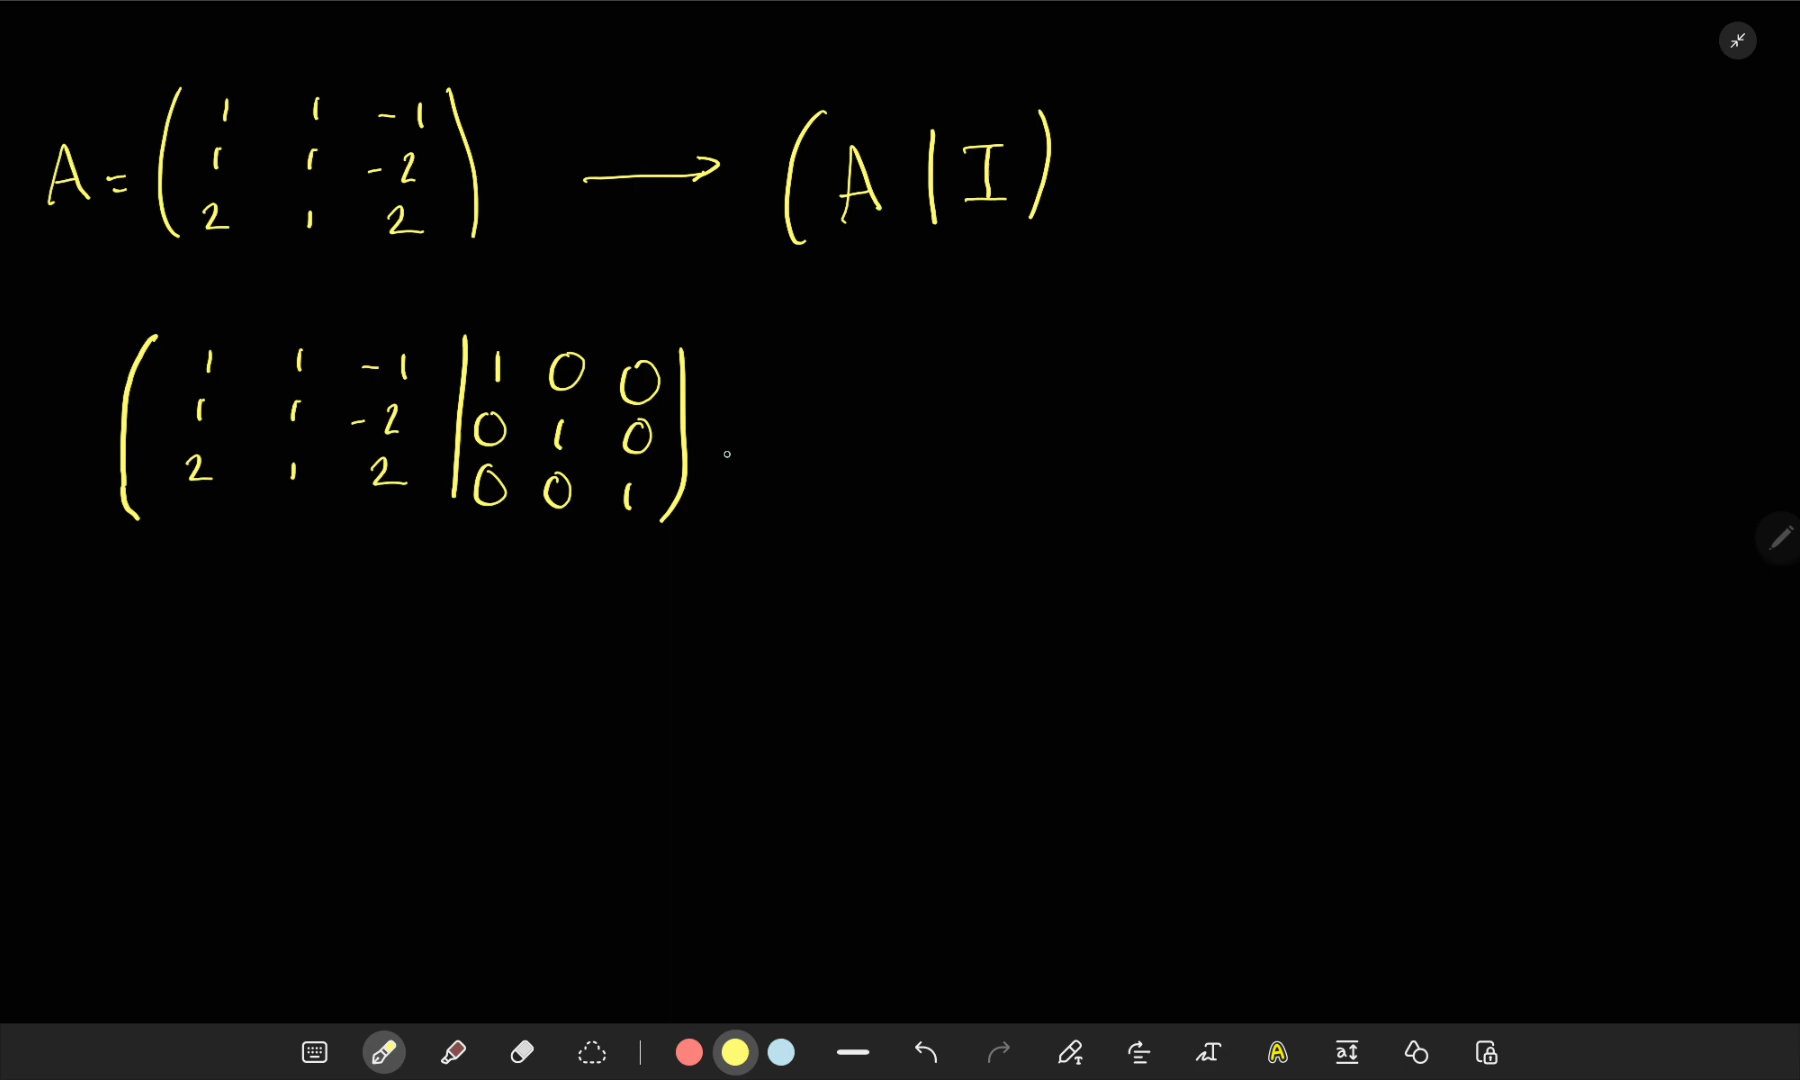 A = ( 1 1 -1 ⟶ ( A | I )
1 1 -2
2 1 2 )
( 1 1 -1 | 1 0 0
1 1 -2 | 0 1 0
2 1 2 | 0 0 1 )